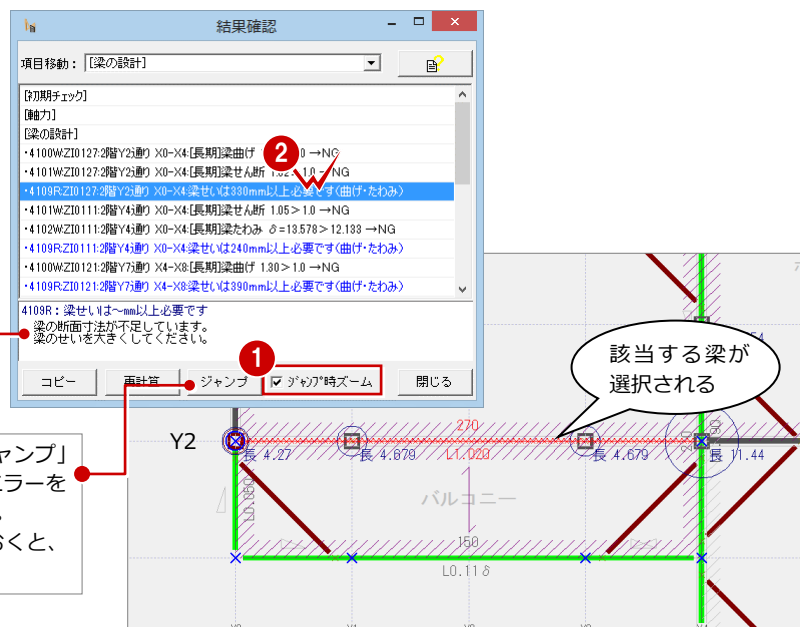 結果確認
項目移動： [梁の設計]
[初期チェック]
[軸力]
[梁の設計]
・4100W:ZI0127:2階Y2通り X0-X4:[長期]梁曲げ
→NG
2
・4101W:ZI0127:2階Y2通り X0-X4:[長期]梁せん断 1.02>1.0→NG
・4109R:ZI0127:2階Y2通り X0-X4:梁せいは330mm以上必要です(曲げ・たわみ)
・4101W:ZI0111:2階Y4通り X0-X4:[長期]梁せん断 1.05>1.0→NG
・4102W:ZI0111:2階Y4通り X0-X4:[長期]梁たわみ δ=13.578>12.133→NG
・4109R:ZI0111:2階Y4通り X0-X4:梁せいは240mm以上必要です(曲げ・たわみ)
・4100W:ZI0121:2階Y7通り X4-X8:[長期]梁曲げ 1.30>1.0→NG
・4109R:ZI0121:2階Y7通り X4-X8:梁せいは390mm以上必要です(曲げ・たわみ)
4109R：梁せいは～mm以上必要です
梁の断面寸法が不足しています。
梁のせいを大きくしてください。
1
コピー 再計算 ジャンプ ジャンプ時ズーム 閉じる
該当する梁が
選択される
Y2
270
長 4.27
長 4.679
L1.020
長 4.679
長 11.44
バルコニー
150
L0.11δ
ャンプ」
エラーを
おくと、